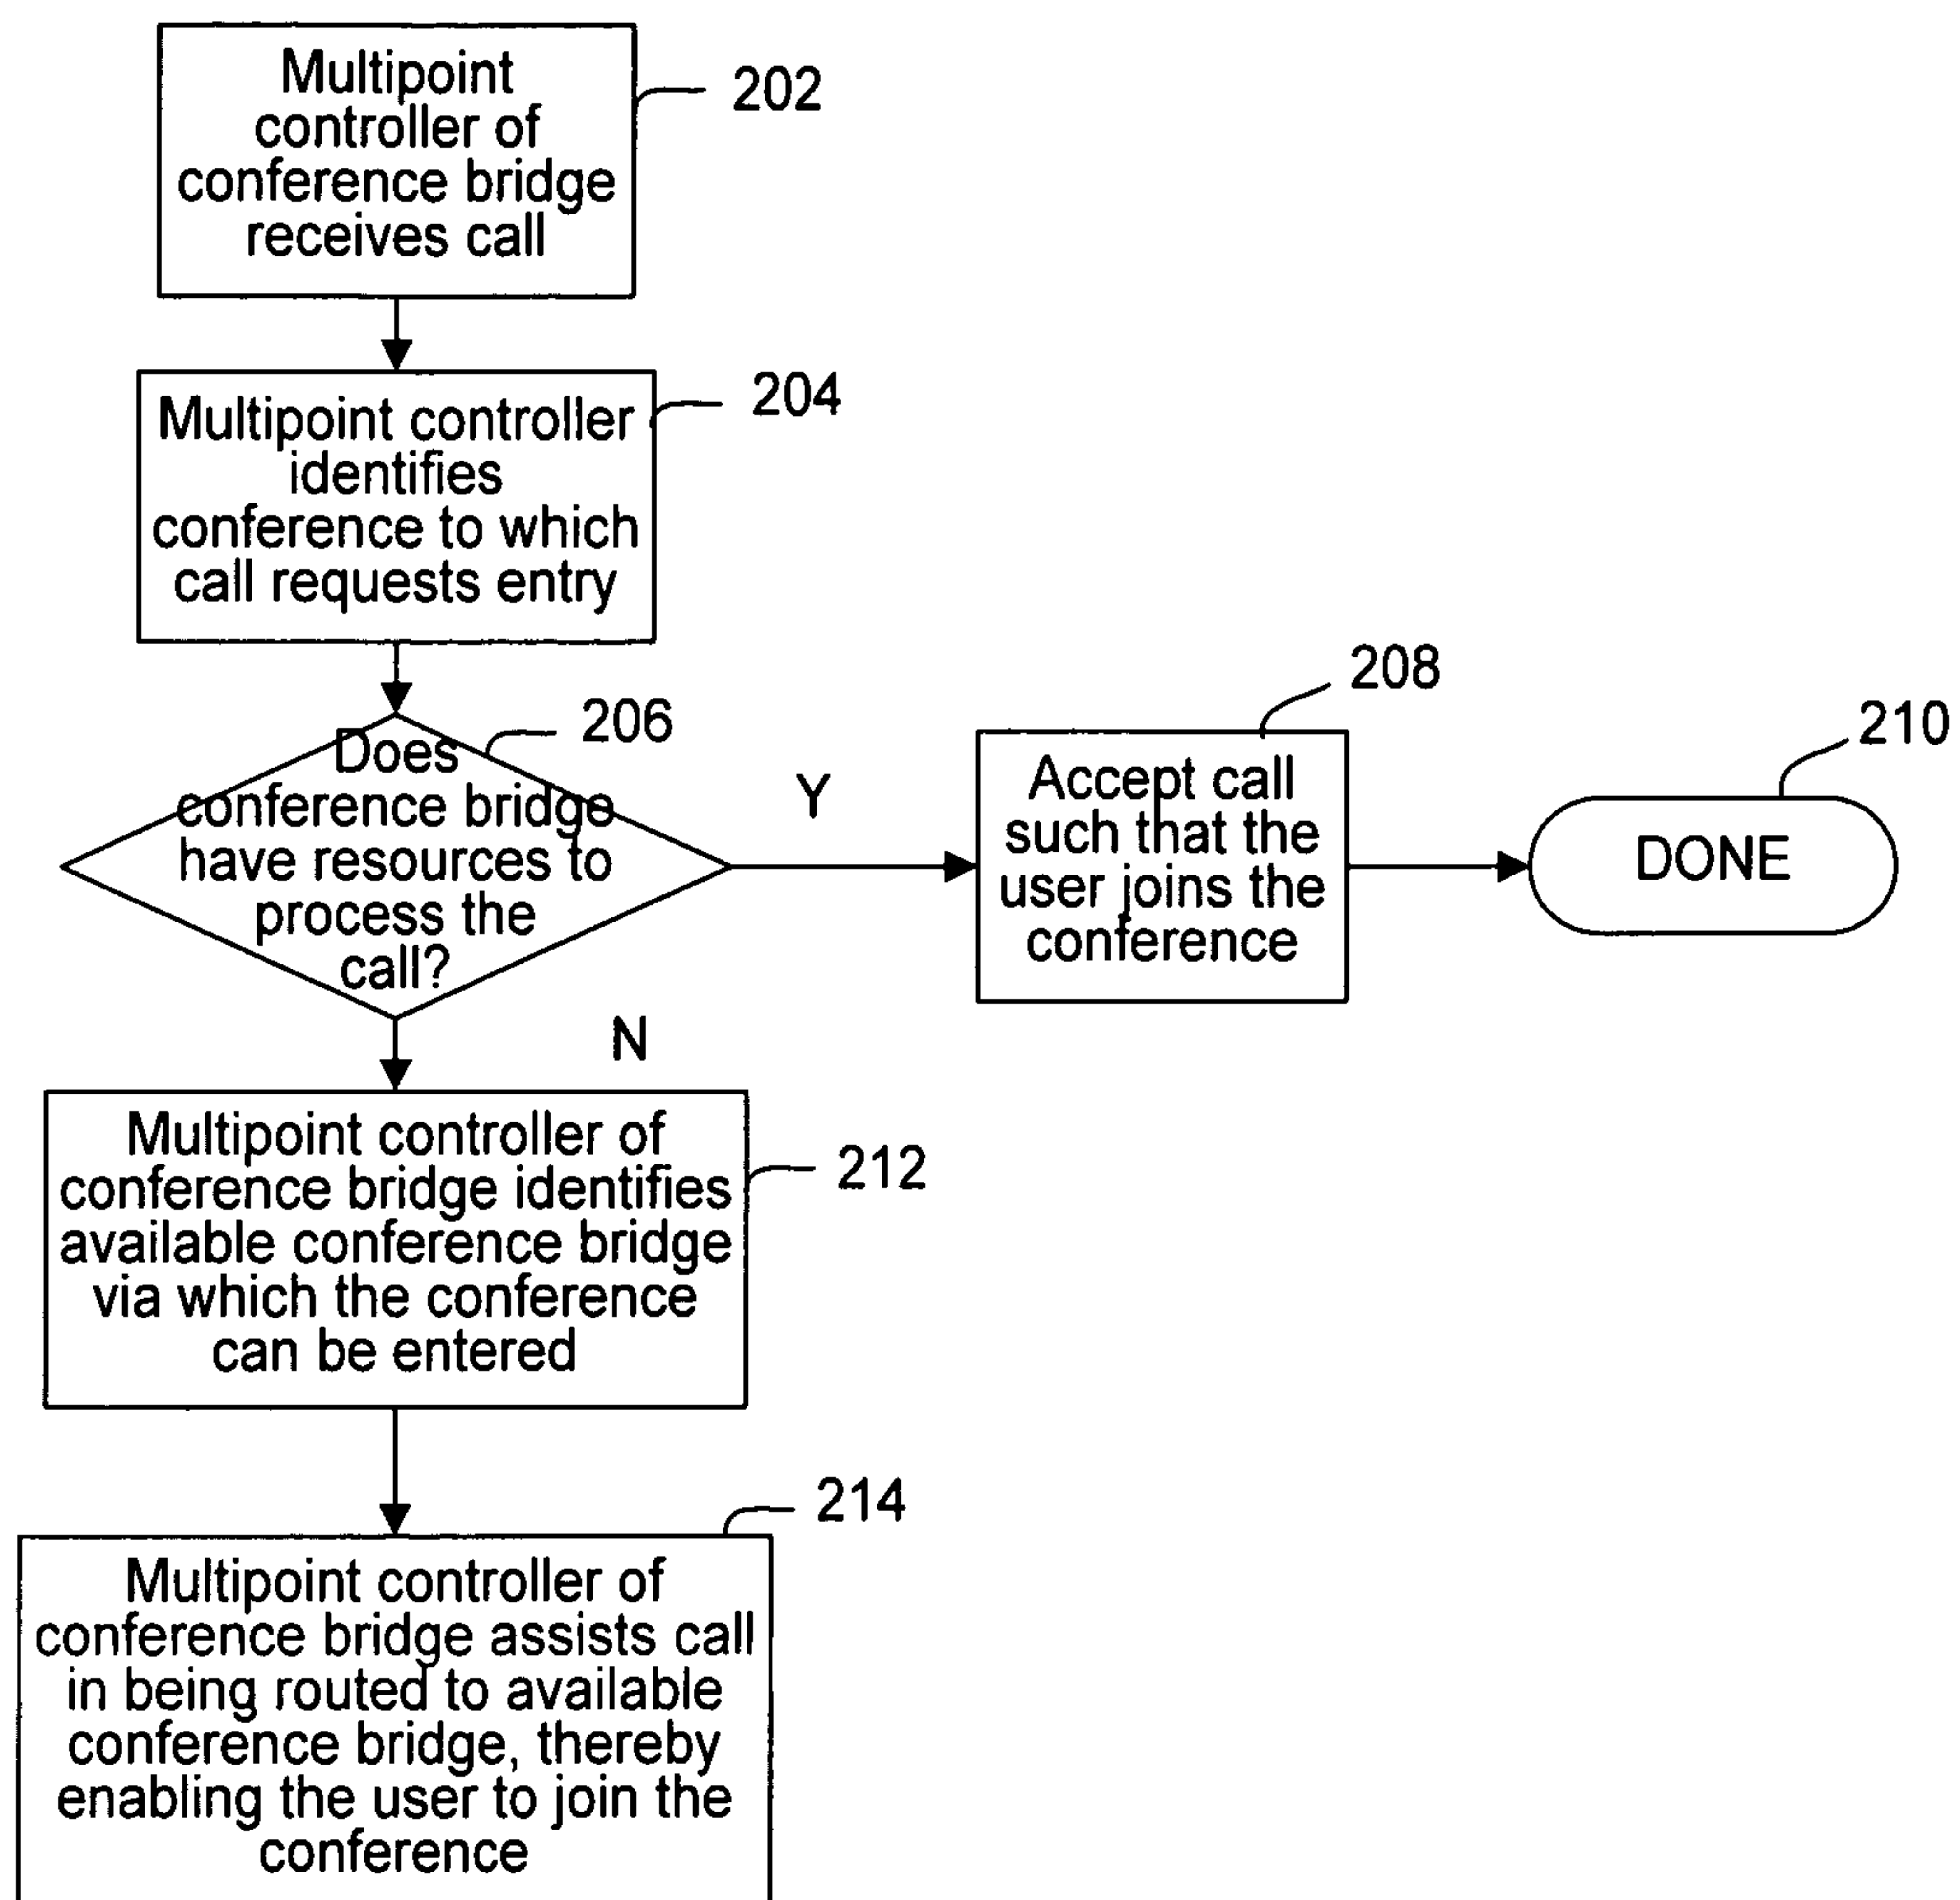 Multipoint
controller of
conference bridge
receives call
202
Multipoint controller
identifies
conference to which
call requests entry
204
Does
conference bridge
have resources to
process the
call?
206
Y
N
Accept call
such that the
user joins the
conference
208
DONE
210
Multipoint controller of
conference bridge identifies
available conference bridge
via which the conference
can be entered
212
Multipoint controller of
conference bridge assists call
in being routed to available
conference bridge, thereby
enabling the user to join the
conference
214